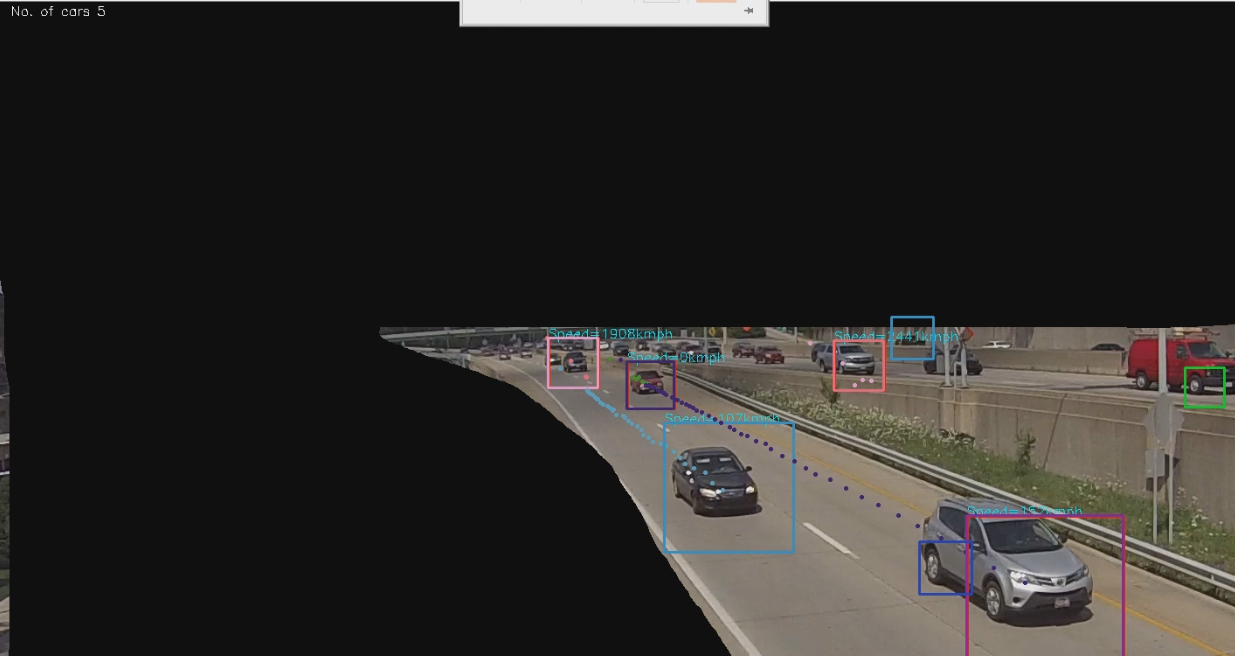 No. of cars 5
Speed=1908kmph
Speed=2441kmph
Speed=0kmph
Speed=107kmph